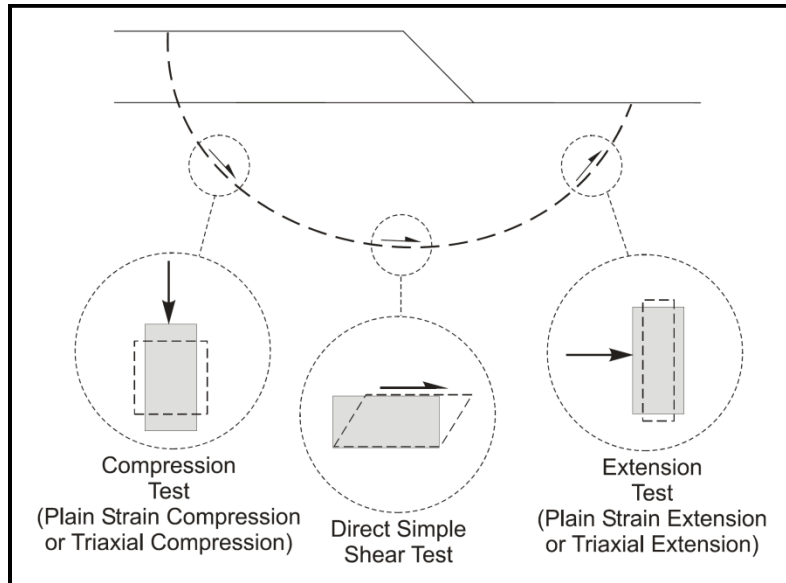 Compression
Test
(Plain Strain Compression
or Triaxial Compression)
Direct Simple
Shear Test
Extension
Test
(Plain Strain Extension
or Triaxial Extension)